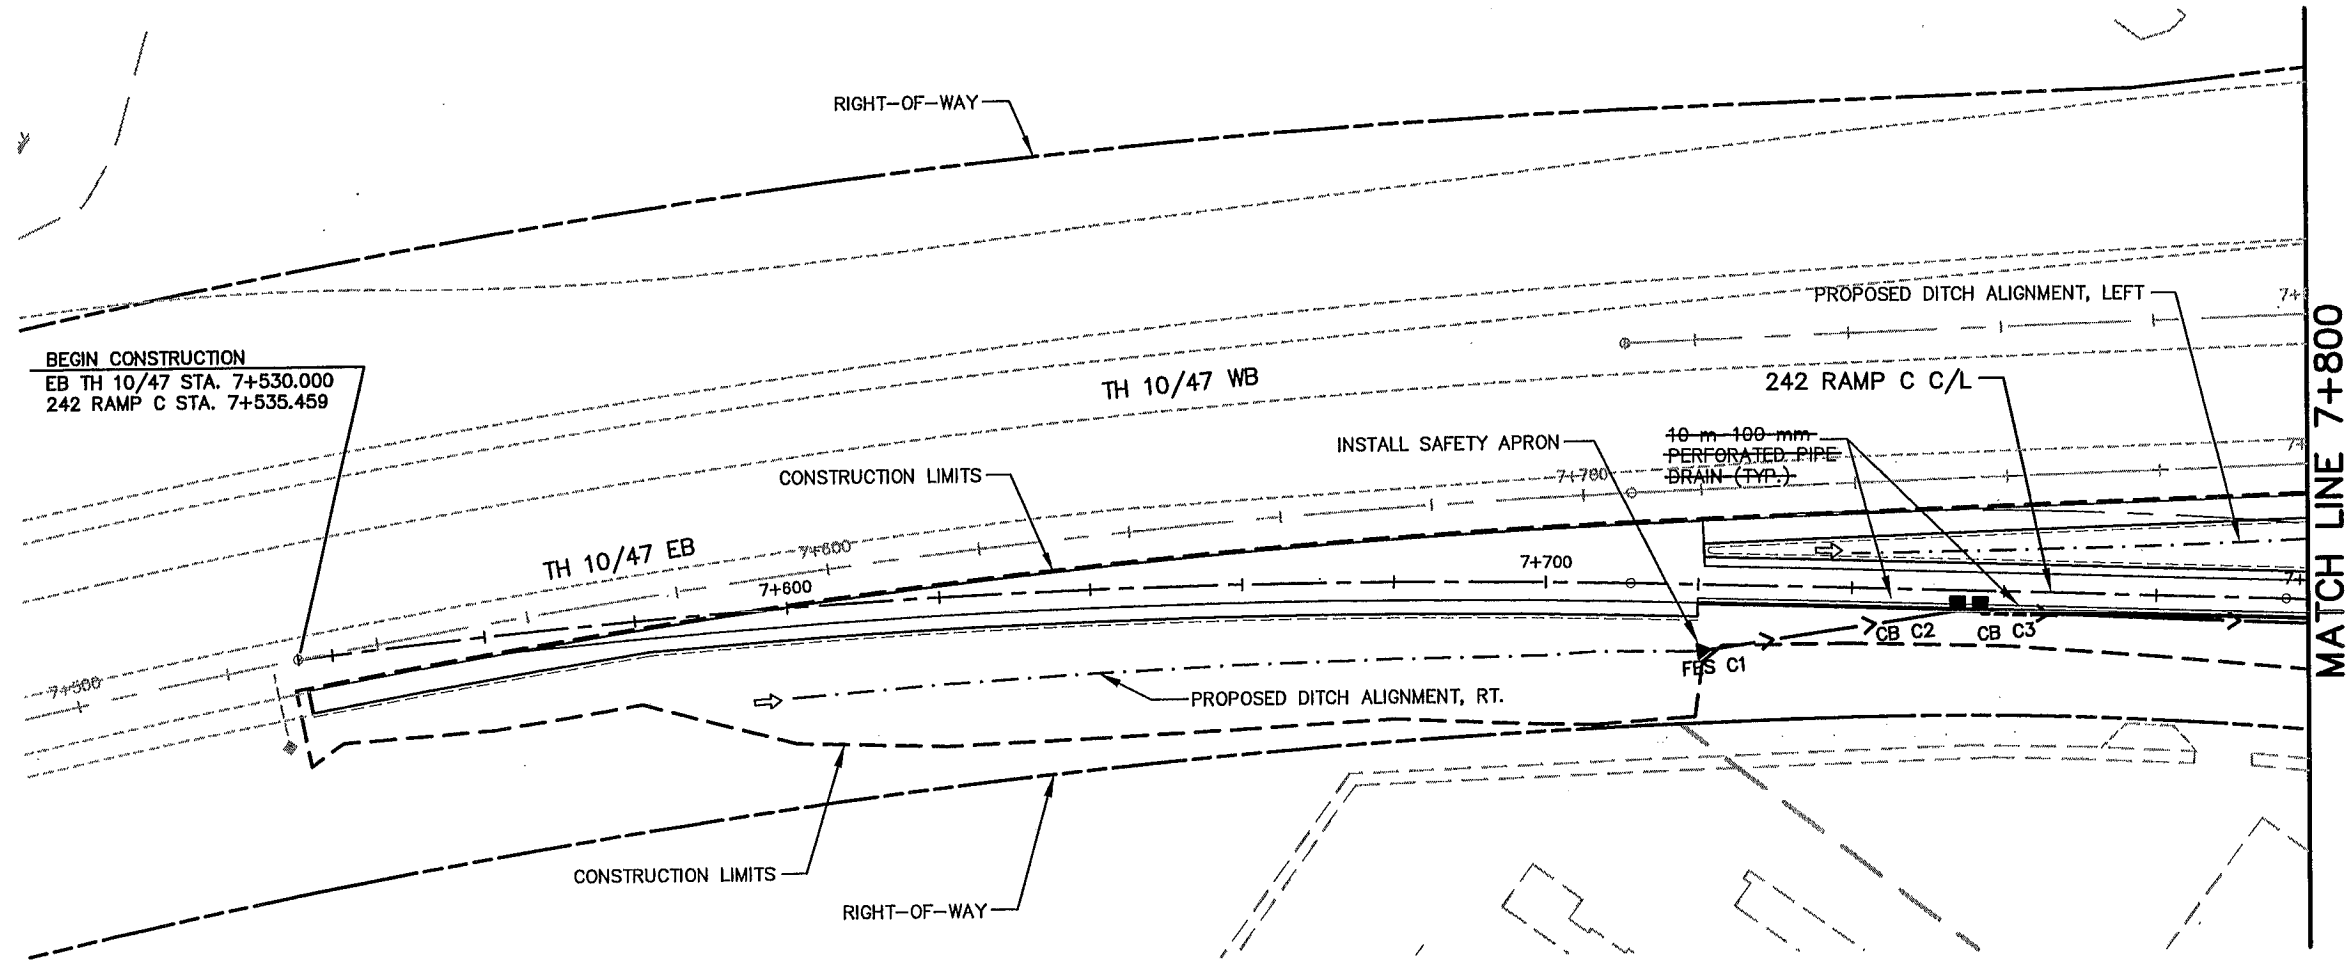 RIGHT-OF-WAY
PROPOSED DITCH ALIGNMENT, LEFT
7+
BEGIN CONSTRUCTION
EB TH 10/47 STA. 7+530.000
242 RAMP C STA. 7+535.459
TH 10/47 WB
242 RAMP C C/L
MATCH LINE 7+800
INSTALL SAFETY APRON
10 m-100 mm
PERFORATED PIPE
DRAIN (TYP.)
7+
CONSTRUCTION LIMITS
7+700
TH 10/47 EB
7+600
7+600
7+700
7+
CB C2
CB C3
FES C1
7+500
PROPOSED DITCH ALIGNMENT, RT.
CONSTRUCTION LIMITS
RIGHT-OF-WAY